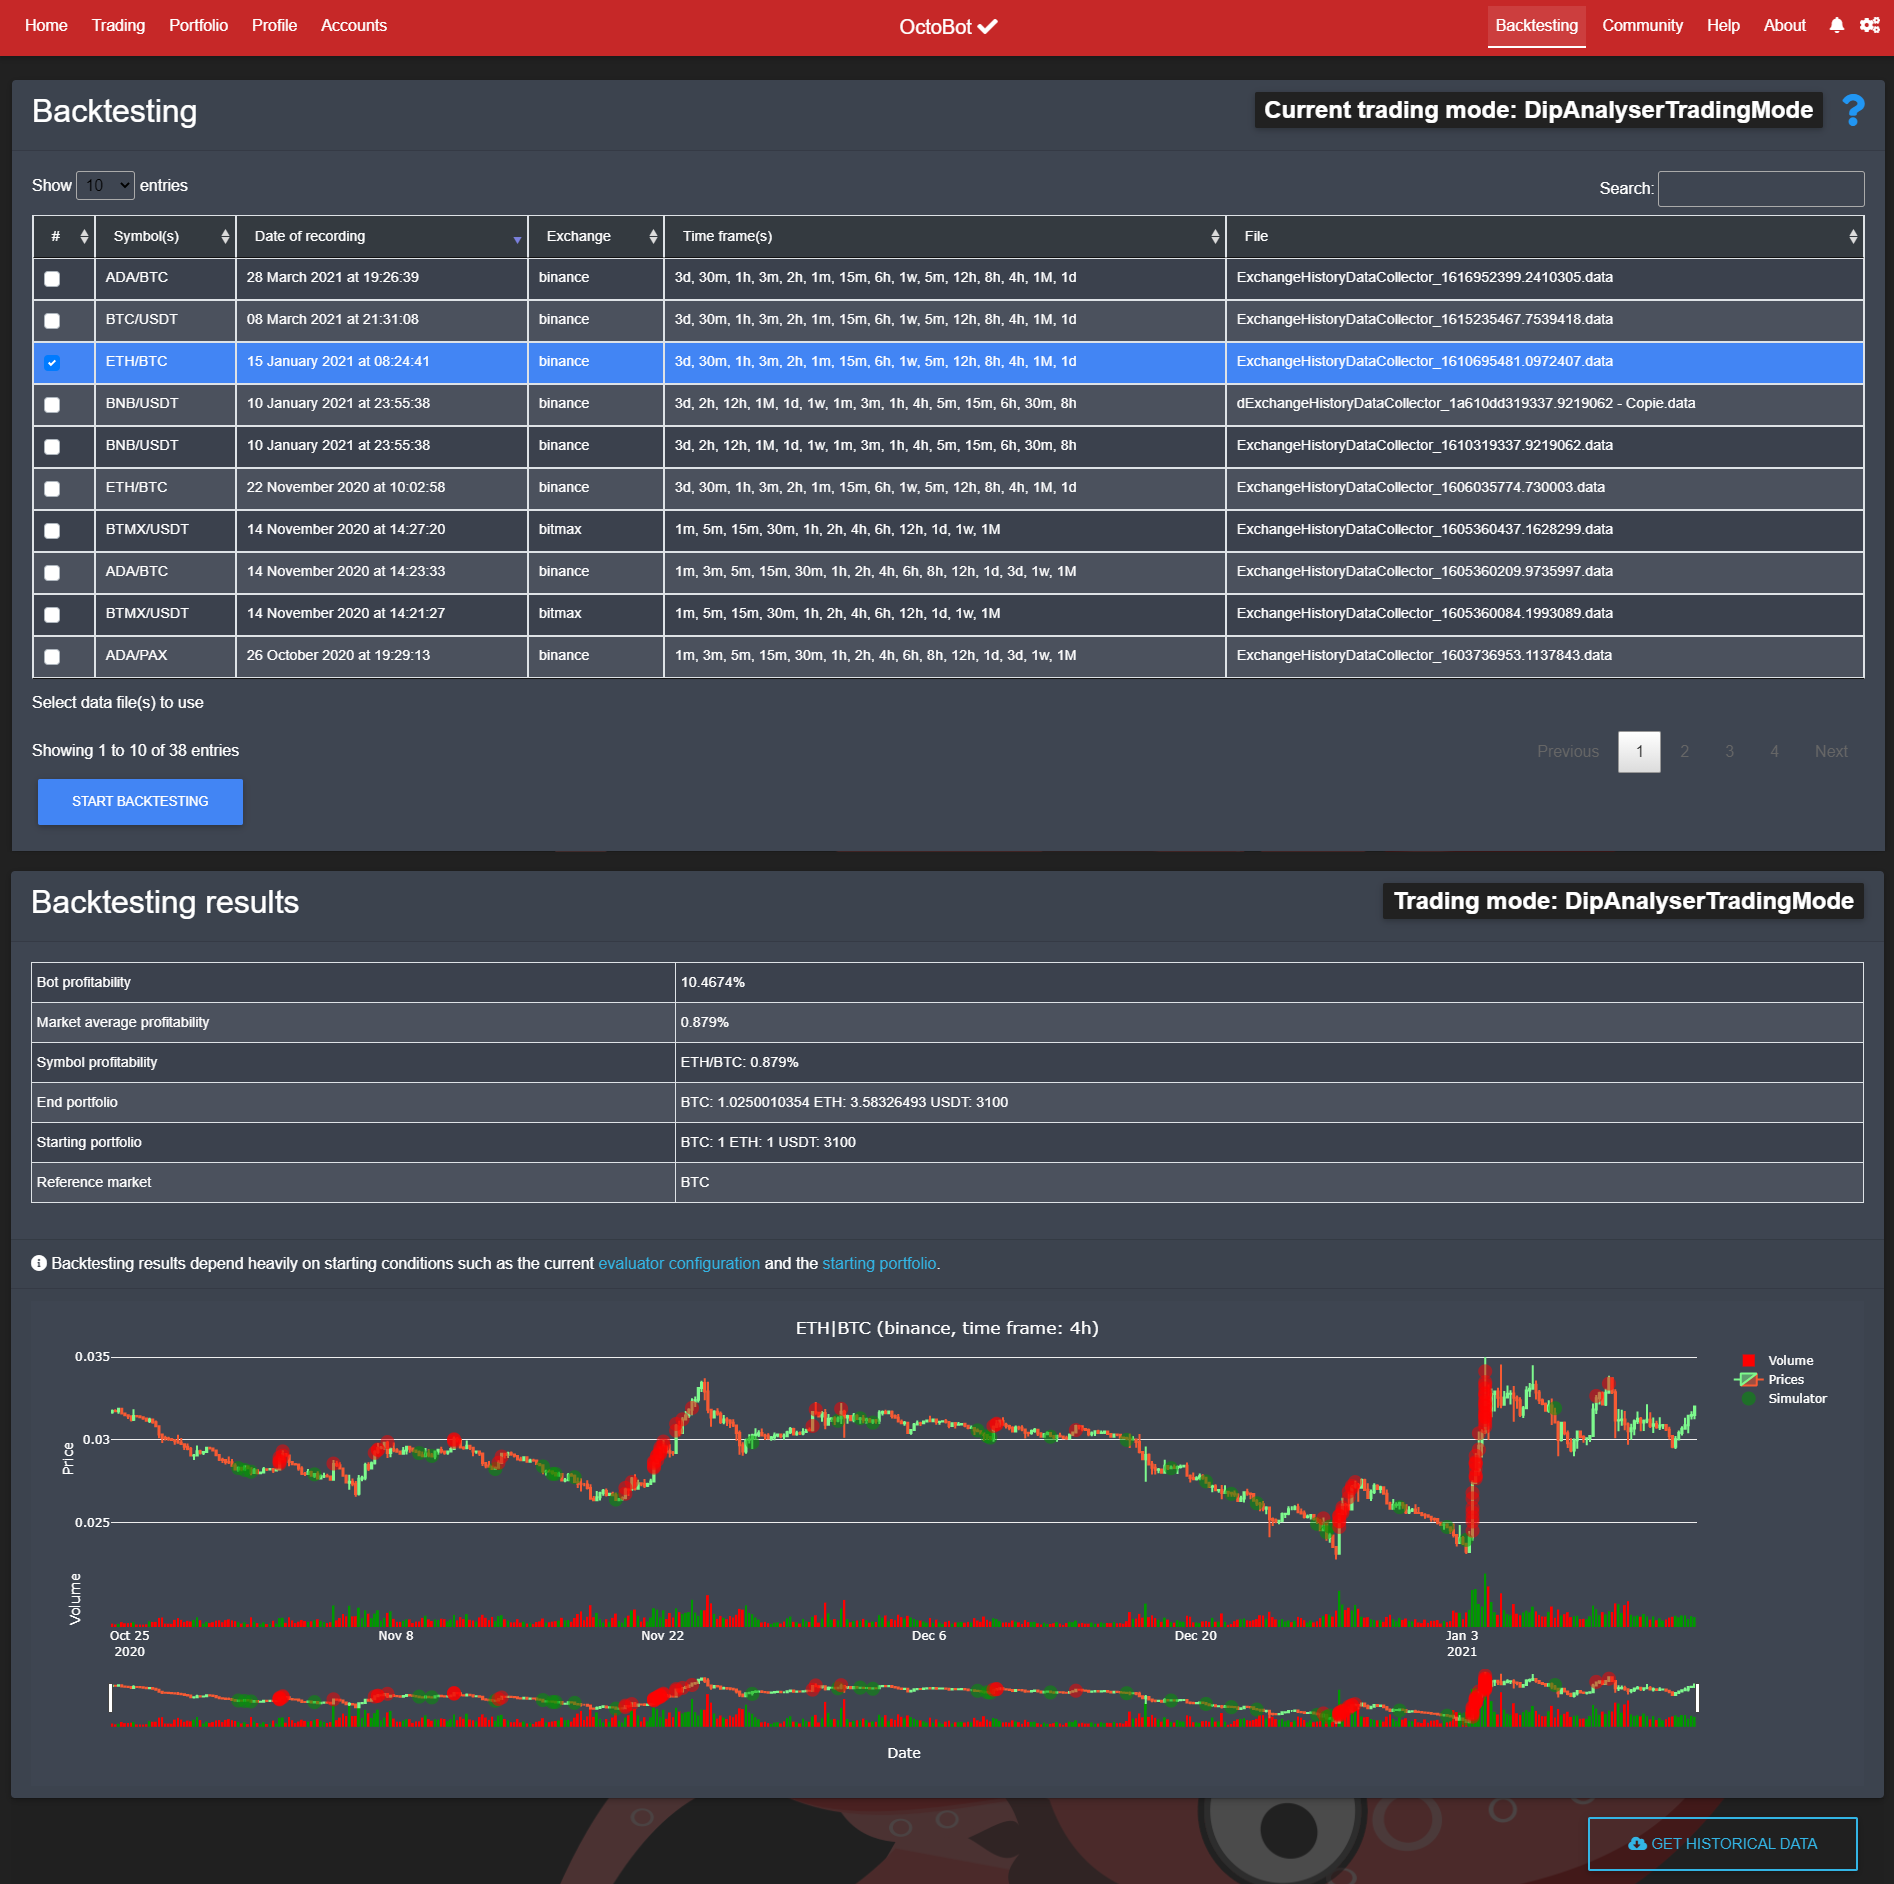 Home Trading Portfolio Profile Accounts OctoBot Backtesting Community Help About
Backtesting Current trading mode: DipAnalyserTradingMode ?
Show 10 entries Search:
# Symbol(s) Date of recording Exchange Time frame(s) File
ADA/BTC 28 March 2021 at 19:26:39 binance 3d, 30m, 1h, 3m, 2h, 1m, 15m, 6h, 1w, 5m, 12h, 8h, 4h, 1M, 1d ExchangeHistoryDataCollector_1616952399.2410305.data
BTC/USDT 08 March 2021 at 21:31:08 binance 3d, 30m, 1h, 3m, 2h, 1m, 15m, 6h, 1w, 5m, 12h, 8h, 4h, 1M, 1d ExchangeHistoryDataCollector_1615235467.7539418.data
ETH/BTC 15 January 2021 at 08:24:41 binance 3d, 30m, 1h, 3m, 2h, 1m, 15m, 6h, 1w, 5m, 12h, 8h, 4h, 1M, 1d ExchangeHistoryDataCollector_1610695481.0972407.data
BNB/USDT 10 January 2021 at 23:55:38 binance 3d, 2h, 12h, 1M, 1d, 1w, 1m, 3m, 1h, 4h, 5m, 15m, 6h, 30m, 8h dExchangeHistoryDataCollector_1a610dd319337.9219062 - Copie.data
BNB/USDT 10 January 2021 at 23:55:38 binance 3d, 2h, 12h, 1M, 1d, 1w, 1m, 3m, 1h, 4h, 5m, 15m, 6h, 30m, 8h ExchangeHistoryDataCollector_1610319337.9219062.data
ETH/BTC 22 November 2020 at 10:02:58 binance 3d, 30m, 1h, 3m, 2h, 1m, 15m, 6h, 1w, 5m, 12h, 8h, 4h, 1M, 1d ExchangeHistoryDataCollector_1606035774.730003.data
BTMX/USDT 14 November 2020 at 14:27:20 bitmax 1m, 5m, 15m, 30m, 1h, 2h, 4h, 6h, 12h, 1d, 1w, 1M ExchangeHistoryDataCollector_1605360437.1628299.data
ADA/BTC 14 November 2020 at 14:23:33 binance 1m, 3m, 5m, 15m, 30m, 1h, 2h, 4h, 6h, 8h, 12h, 1d, 3d, 1w, 1M ExchangeHistoryDataCollector_1605360209.9735997.data
BTMX/USDT 14 November 2020 at 14:21:27 bitmax 1m, 5m, 15m, 30m, 1h, 2h, 4h, 6h, 12h, 1d, 1w, 1M ExchangeHistoryDataCollector_1605360084.1993089.data
ADA/PAX 26 October 2020 at 19:29:13 binance 1m, 3m, 5m, 15m, 30m, 1h, 2h, 4h, 6h, 8h, 12h, 1d, 3d, 1w, 1M ExchangeHistoryDataCollector_1603736953.1137843.data
Select data file(s) to use
Showing 1 to 10 of 38 entries Previous 1 2 3 4 Next
START BACKTESTING
Backtesting results Trading mode: DipAnalyserTradingMode
Bot profitability 10.4674%
Market average profitability 0.879%
Symbol profitability ETH/BTC: 0.879%
End portfolio BTC: 1.0250010354 ETH: 3.58326493 USDT: 3100
Starting portfolio BTC: 1 ETH: 1 USDT: 3100
Reference market BTC
Backtesting results depend heavily on starting conditions such as the current evaluator configuration and the starting portfolio.
ETH|BTC (binance, time frame: 4h)
0.035
0.03
0.025
Price
Volume
Volume
Prices
Simulator
Oct 25 Nov 8 Nov 22 Dec 6 Dec 20 Jan 3
2020 2021
Date
GET HISTORICAL DATA